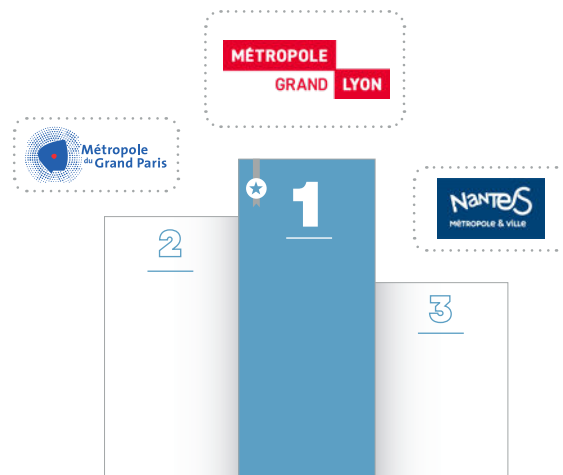 MÉTROPOLE
GRAND LYON
Métropole
du Grand Paris
1
NANTES
MÉTROPOLE & VILLE
2
3